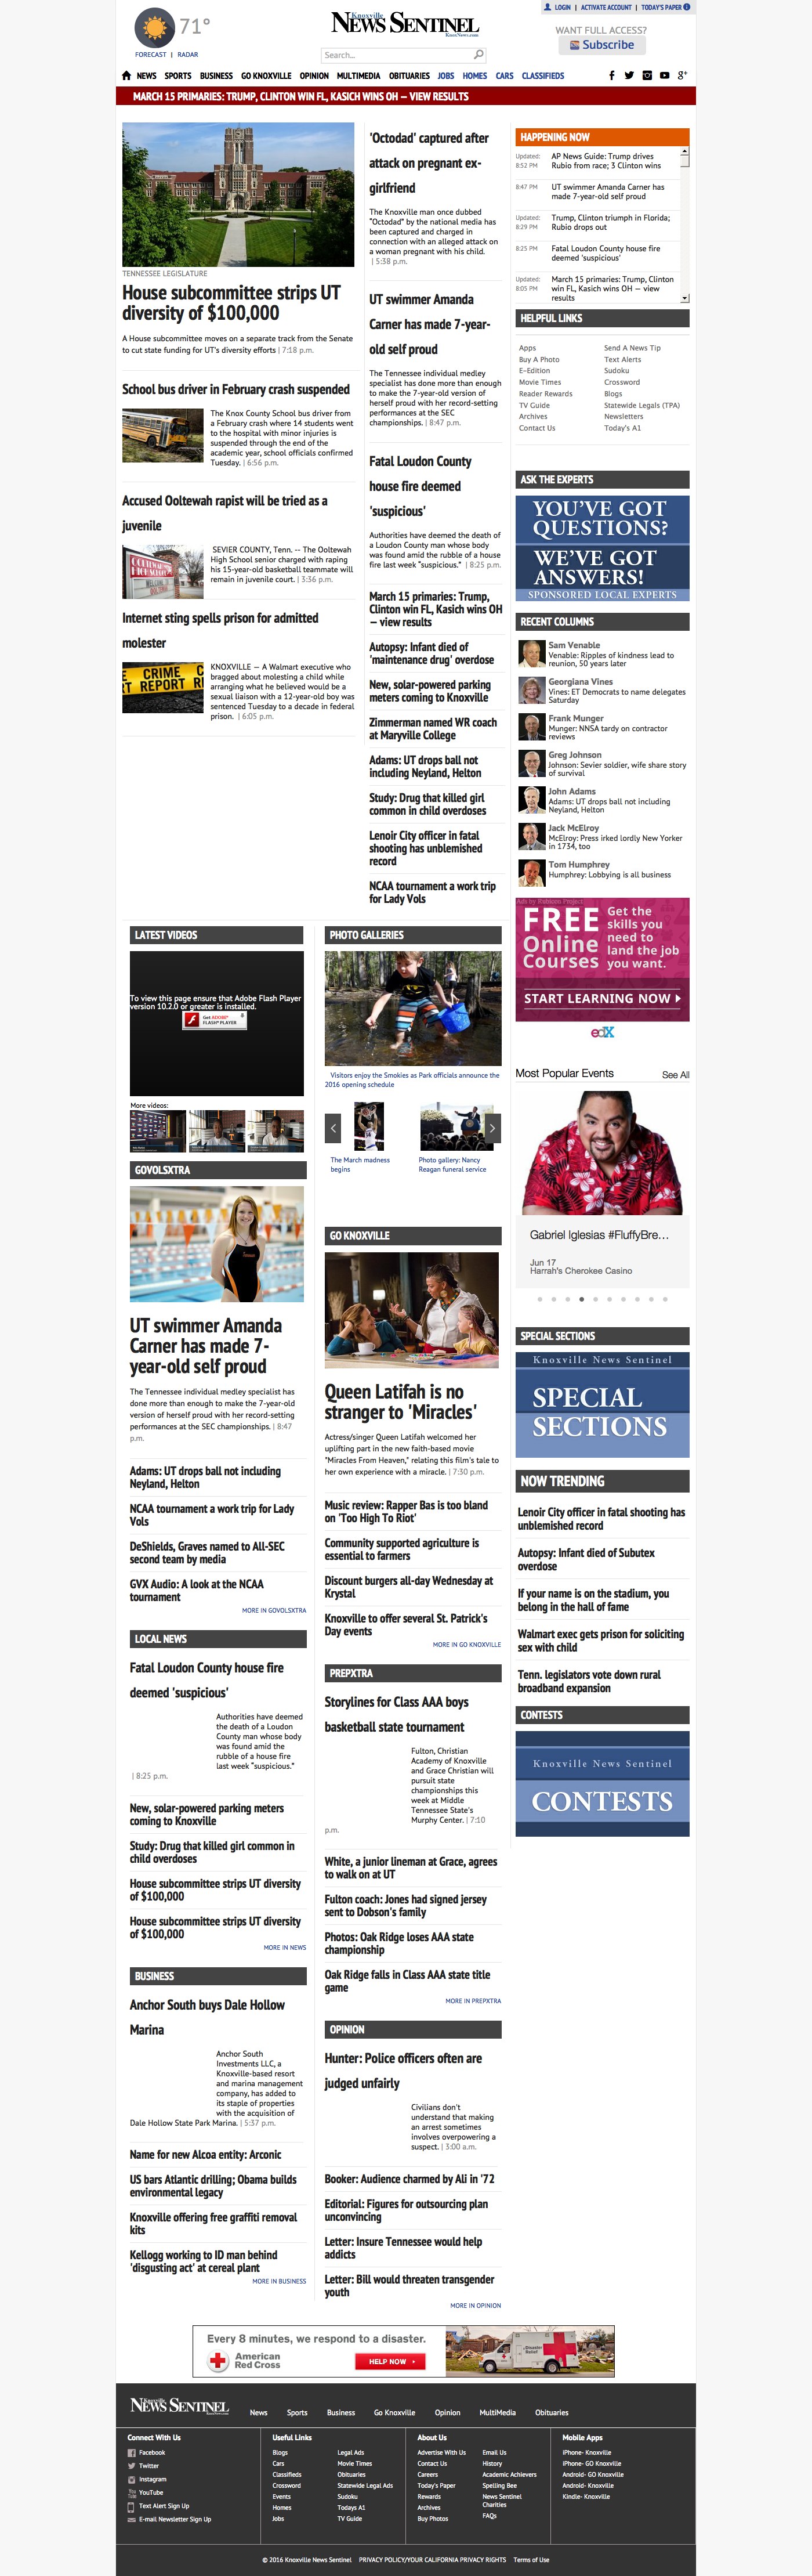 71°
FORECAST | RADAR
Knoxville
NEWS SENTINEL
KnoxNews.com
Search...
LOGIN | ACTIVATE ACCOUNT | TODAY'S PAPER
WANT FULL ACCESS?
Subscribe
NEWS SPORTS BUSINESS GO KNOXVILLE OPINION MULTIMEDIA OBITUARIES JOBS HOMES CARS CLASSIFIEDS
MARCH 15 PRIMARIES: TRUMP, CLINTON WIN FL, KASICH WINS OH — VIEW RESULTS
TENNESSEE LEGISLATURE
House subcommittee strips UT
diversity of $100,000
A House subcommittee moves on a separate track from the Senate
to cut state funding for UT's diversity efforts | 7:18 p.m.
School bus driver in February crash suspended
The Knox County School bus driver from
a February crash where 14 students went
to the hospital with minor injuries is
suspended through the end of the
academic year, school officials confirmed
Tuesday. | 6:56 p.m.
Accused Ooltewah rapist will be tried as a
juvenile
SEVIER COUNTY, Tenn. -- The Ooltewah
High School senior charged with raping
his 15-year-old basketball teammate will
remain in juvenile court. | 3:36 p.m.
Internet sting spells prison for admitted
molester
CRIME
REPORT
KNOXVILLE — A Walmart executive who
bragged about molesting a child while
arranging what he believed would be a
sexual liaison with a 12-year-old boy was
sentenced Tuesday to a decade in federal
prison. | 6:05 p.m.
'Octodad' captured after
attack on pregnant ex-
girlfriend
The Knoxville man once dubbed
"Octodad" by the national media has
been captured and charged in
connection with an alleged attack on
a woman pregnant with his child.
| 5:38 p.m.
UT swimmer Amanda
Carner has made 7-year-
old self proud
The Tennessee individual medley
specialist has done more than enough
to make the 7-year-old version of
herself proud with her record-setting
performances at the SEC
championships. | 8:47 p.m.
Fatal Loudon County
house fire deemed
'suspicious'
Authorities have deemed the death of
a Loudon County man whose body
was found amid the rubble of a house
fire last week "suspicious." | 8:25 p.m.
March 15 primaries: Trump,
Clinton win FL, Kasich wins OH
— view results
Autopsy: Infant died of
'maintenance drug' overdose
New, solar-powered parking
meters coming to Knoxville
Zimmerman named WR coach
at Maryville College
Adams: UT drops ball not
including Neyland, Helton
Study: Drug that killed girl
common in child overdoses
Lenoir City officer in fatal
shooting has unblemished
record
NCAA tournament a work trip
for Lady Vols
HAPPENING NOW
Updated: 8:52 PM
AP News Guide: Trump drives
Rubio from race; 3 Clinton wins
8:47 PM
UT swimmer Amanda Carner has
made 7-year-old self proud
Updated: 8:29 PM
Trump, Clinton triumph in Florida;
Rubio drops out
8:25 PM
Fatal Loudon County house fire
deemed 'suspicious'
Updated: 8:05 PM
March 15 primaries: Trump, Clinton
win FL, Kasich wins OH — view
results
HELPFUL LINKS
Apps Send A News Tip
Buy A Photo Text Alerts
E-Edition Sudoku
Movie Times Crossword
Reader Rewards Blogs
TV Guide Statewide Legals (TPA)
Archives Newsletters
Contact Us Today's A1
ASK THE EXPERTS
YOU'VE GOT
QUESTIONS?
WE'VE GOT
ANSWERS!
SPONSORED LOCAL EXPERTS
RECENT COLUMNS
Sam Venable
Venable: Ripples of kindness lead to
reunion, 50 years later
Georgiana Vines
Vines: ET Democrats to name delegates
Saturday
Frank Munger
Munger: NNSA tardy on contractor
reviews
Greg Johnson
Johnson: Sevier soldier, wife share story
of survival
John Adams
Adams: UT drops ball not including
Neyland, Helton
Jack McElroy
McElroy: Press irked lordly New Yorker
in 1734, too
Tom Humphrey
Humphrey: Lobbying is all business
Ads by Rubicon Project
FREE
Online
Courses
Get the
skills you
need to
land the job
you want.
START LEARNING NOW
edX
Most Popular Events See All
Gabriel Iglesias #FluffyBre...
Jun 17
Harrah's Cherokee Casino
SPECIAL SECTIONS
Knoxville News Sentinel
SPECIAL
SECTIONS
NOW TRENDING
Lenoir City officer in fatal shooting has
unblemished record
Autopsy: Infant died of Subutex
overdose
If your name is on the stadium, you
belong in the hall of fame
Walmart exec gets prison for soliciting
sex with child
Tenn. legislators vote down rural
broadband expansion
CONTESTS
Knoxville News Sentinel
CONTESTS
LATEST VIDEOS
To view this page ensure that Adobe Flash Player
version 10.2.0 or greater is installed.
Get ADOBE®
FLASH® PLAYER
More videos:
GOVOLSXTRA
UT swimmer Amanda
Carner has made 7-
year-old self proud
The Tennessee individual medley specialist has
done more than enough to make the 7-year-old
version of herself proud with her record-setting
performances at the SEC championships. | 8:47
p.m.
Adams: UT drops ball not including
Neyland, Helton
NCAA tournament a work trip for Lady
Vols
DeShields, Graves named to All-SEC
second team by media
GVX Audio: A look at the NCAA
tournament
MORE IN GOVOLSXTRA
LOCAL NEWS
Fatal Loudon County house fire
deemed 'suspicious'
Authorities have deemed
the death of a Loudon
County man whose body
was found amid the
rubble of a house fire
last week "suspicious."
| 8:25 p.m.
New, solar-powered parking meters
coming to Knoxville
Study: Drug that killed girl common in
child overdoses
House subcommittee strips UT diversity
of $100,000
House subcommittee strips UT diversity
of $100,000
MORE IN NEWS
BUSINESS
Anchor South buys Dale Hollow
Marina
Anchor South
Investments LLC, a
Knoxville-based resort
and marina management
company, has added to
its staple of properties
with the acquisition of
Dale Hollow State Park Marina. | 5:37 p.m.
Name for new Alcoa entity: Arconic
US bars Atlantic drilling; Obama builds
environmental legacy
Knoxville offering free graffiti removal
kits
Kellogg working to ID man behind
'disgusting act' at cereal plant
MORE IN BUSINESS
PHOTO GALLERIES
Visitors enjoy the Smokies as Park officials announce the
2016 opening schedule
The March madness
begins
Photo gallery: Nancy
Reagan funeral service
GO KNOXVILLE
Queen Latifah is no
stranger to 'Miracles'
Actress/singer Queen Latifah welcomed her
uplifting part in the new faith-based movie
"Miracles From Heaven," relating this film's tale to
her own experience with a miracle. | 7:30 p.m.
Music review: Rapper Bas is too bland
on 'Too High To Riot'
Community supported agriculture is
essential to farmers
Discount burgers all-day Wednesday at
Krystal
Knoxville to offer several St. Patrick's
Day events
MORE IN GO KNOXVILLE
PREPXTRA
Storylines for Class AAA boys
basketball state tournament
Fulton, Christian
Academy of Knoxville
and Grace Christian will
pursuit state
championships this
week at Middle
Tennessee State's
Murphy Center. | 7:10
p.m.
White, a junior lineman at Grace, agrees
to walk on at UT
Fulton coach: Jones had signed jersey
sent to Dobson's family
Photos: Oak Ridge loses AAA state
championship
Oak Ridge falls in Class AAA state title
game
MORE IN PREPXTRA
OPINION
Hunter: Police officers often are
judged unfairly
Civilians don't
understand that making
an arrest sometimes
involves overpowering a
suspect. | 3:00 a.m.
Booker: Audience charmed by Ali in '72
Editorial: Figures for outsourcing plan
unconvincing
Letter: Insure Tennessee would help
addicts
Letter: Bill would threaten transgender
youth
MORE IN OPINION
Every 8 minutes, we respond to a disaster.
American
Red Cross
HELP NOW
Disaster
Relief
Knoxville
NEWS SENTINEL
News Sports Business Go Knoxville Opinion MultiMedia Obituaries
Connect With Us
Facebook
Twitter
Instagram
YouTube
Text Alert Sign Up
E-mail Newsletter Sign Up
Useful Links
Blogs Legal Ads
Cars Movie Times
Classifieds Obituaries
Crossword Statewide Legal Ads
Events Sudoku
Homes Todays A1
Jobs TV Guide
About Us
Advertise With Us Email Us
Contact Us History
Careers Academic Achievers
Today's Paper Spelling Bee
Rewards News Sentinel Charities
Archives FAQs
Buy Photos
Mobile Apps
iPhone- Knoxville
iPhone- GO Knoxville
Android- GO Knoxville
Android- Knoxville
Kindle- Knoxville
© 2016 Knoxville News Sentinel PRIVACY POLICY/YOUR CALIFORNIA PRIVACY RIGHTS Terms of Use